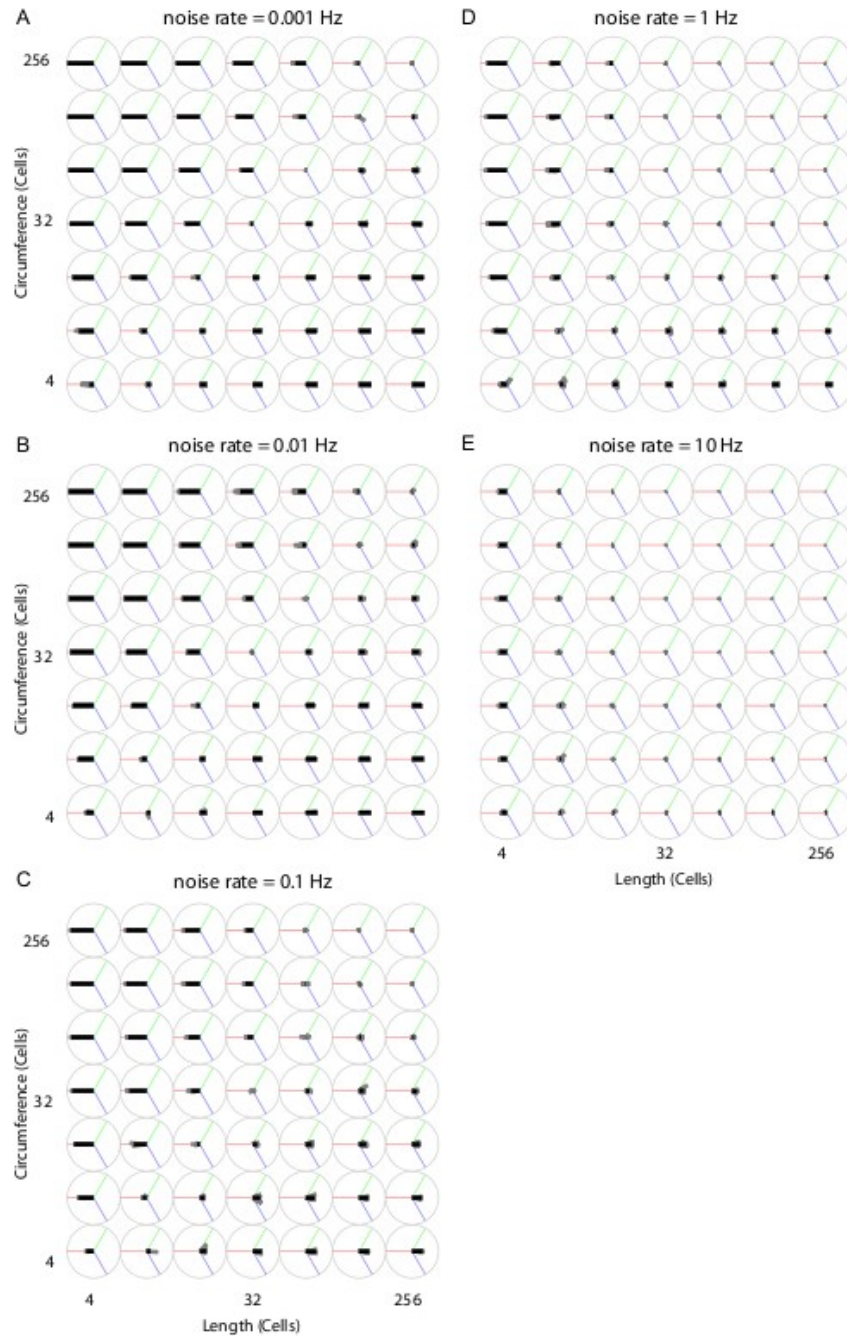 A
noise rate = 0.001 Hz
256
Circumference (Cells)
32
4
B
noise rate = 0.01 Hz
256
Circumference (Cells)
32
4
C
noise rate = 0.1 Hz
256
Circumference (Cells)
32
4
4
32
256
Length (Cells)
D
noise rate = 1 Hz
E
noise rate = 10 Hz
4
32
256
Length (Cells)